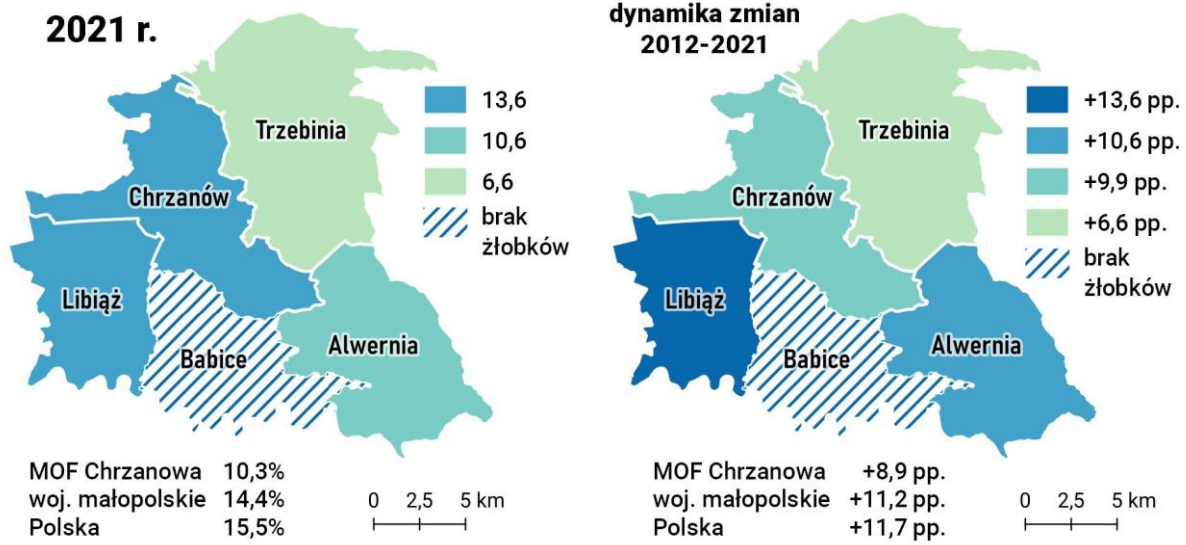 2021 r.
13,6
10,6
6,6
brak
żłobków
Trzebinia
Chrzanów
Libiąż
Babice
Alwernia
MOF Chrzanowa 10,3%
woj. małopolskie 14,4%
Polska 15,5%
0 2,5 5 km
dynamika zmian
2012-2021
+13,6 pp.
+10,6 pp.
+9,9 pp.
+6,6 pp.
brak
żłobków
Trzebinia
Chrzanów
Libiąż
Babice
Alwernia
MOF Chrzanowa +8,9 pp.
woj. małopolskie +11,2 pp.
Polska +11,7 pp.
0 2,5 5 km